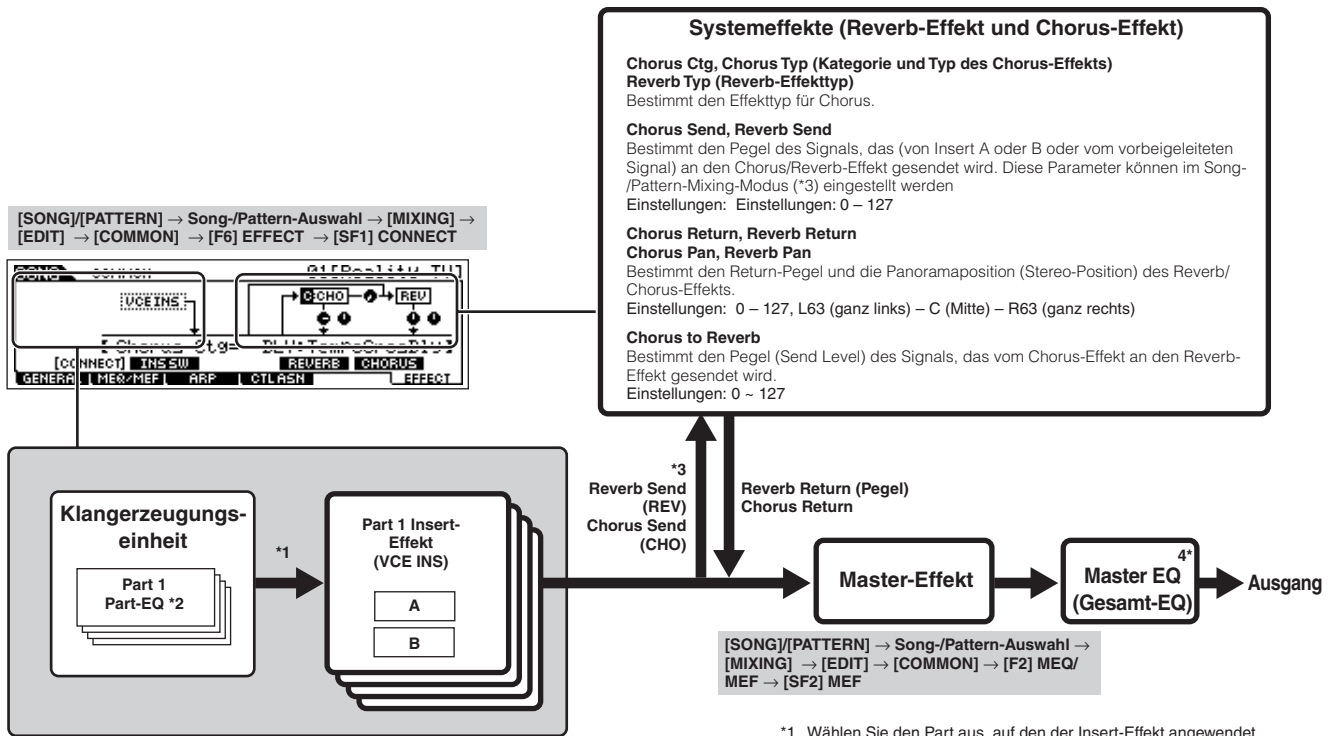 Systemeffekte (Reverb-Effekt und Chorus-Effekt)
Chorus Ctg, Chorus Typ (Kategorie und Typ des Chorus-Effekts)
Reverb Typ (Reverb-Effekttyp)
Bestimmt den Effekttyp für Chorus.
Chorus Send, Reverb Send
Bestimmt den Pegel des Signals, das (von Insert A oder B oder vom vorbeigeleiteten
Signal) an den Chorus/Reverb-Effekt gesendet wird. Diese Parameter können im Song-
/Pattern-Mixing-Modus (*3) eingestellt werden
Einstellungen: Einstellungen: 0 – 127
Chorus Return, Reverb Return
Chorus Pan, Reverb Pan
Bestimmt den Return-Pegel und die Panoramaposition (Stereo-Position) des Reverb/
Chorus-Effekts.
Einstellungen: 0 – 127, L63 (ganz links) – C (Mitte) – R63 (ganz rechts)
Chorus to Reverb
Bestimmt den Pegel (Send Level) des Signals, das vom Chorus-Effekt an den Reverb-
Effekt gesendet wird.
Einstellungen: 0 ~ 127
[SONG]/[PATTERN] → Song-/Pattern-Auswahl → [MIXING] →
[EDIT] → [COMMON] → [F6] EFFECT → [SF1] CONNECT
SONG COMMON 01[Reality TV]
VCE INS
C:CHO REV
[ Chorus Ctg= DLY:TempoCrosDly]
[CONNECT] INS SW REVERB CHORUS
GENERAL MEQ/MEF ARP CTL ASN EFFECT
Klangerzeugungs-
einheit
Part 1
Part-EQ *2
*1
Part 1 Insert-
Effekt
(VCE INS)
A
B
*3
Reverb Send
(REV)
Chorus Send
(CHO)
Reverb Return (Pegel)
Chorus Return
Master-Effekt
4*
Master EQ
(Gesamt-EQ)
Ausgang
[SONG]/[PATTERN] → Song-/Pattern-Auswahl →
[MIXING] → [EDIT] → [COMMON] → [F2] MEQ/
MEF → [SF2] MEF
*1 Wählen Sie den Part aus, auf den der Insert-Effekt angewendet